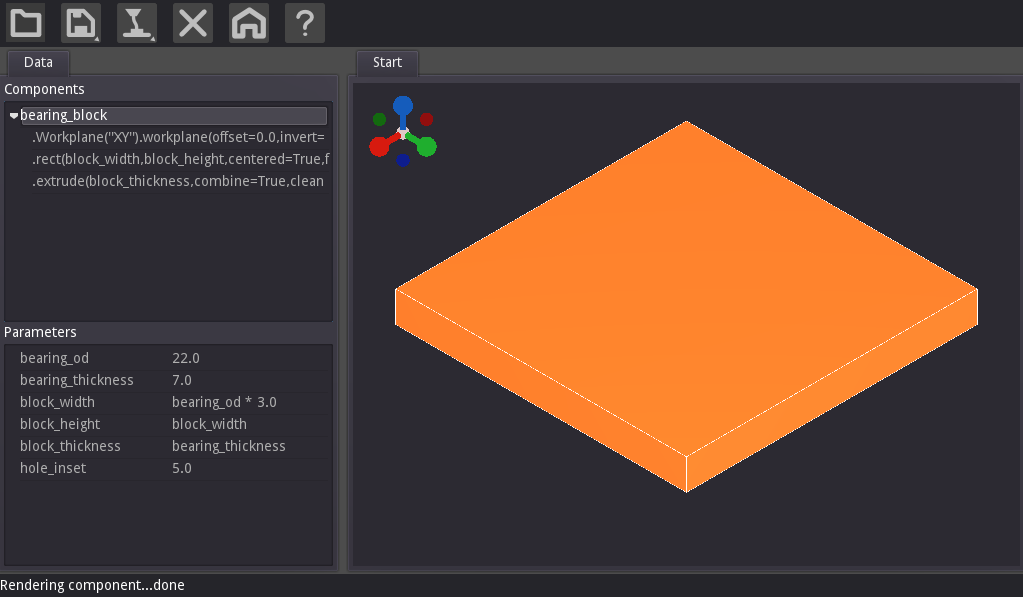 ?
Data
Start
Components
bearing_block
.Workplane("XY").workplane(offset=0.0,invert=
.rect(block_width,block_height,centered=True,f
.extrude(block_thickness,combine=True,clean
Parameters
bearing_od 22.0
bearing_thickness 7.0
block_width bearing_od * 3.0
block_height block_width
block_thickness bearing_thickness
hole_inset 5.0
Rendering component...done